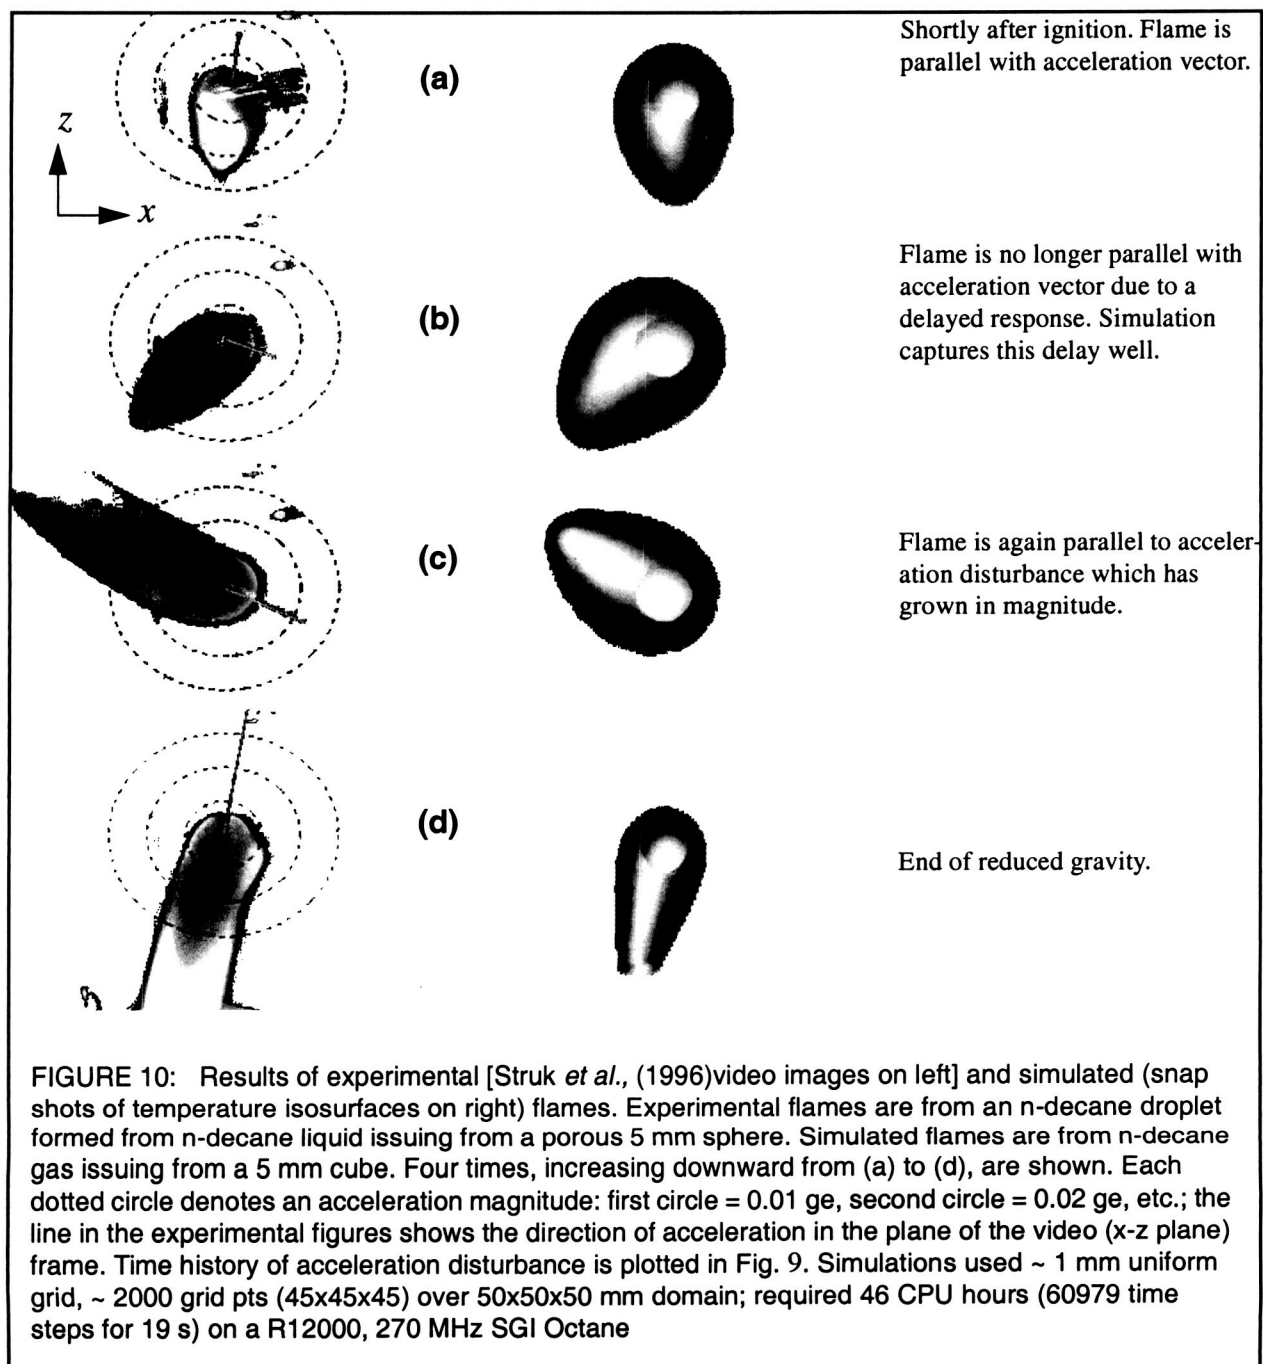 Shortly after ignition. Flame is
parallel with acceleration vector.
(a)
z
x
Flame is no longer parallel with
acceleration vector due to a
delayed response. Simulation
captures this delay well.
(b)
Flame is again parallel to acceler-
ation disturbance which has
grown in magnitude.
(c)
(d)
End of reduced gravity.
FIGURE 10: Results of experimental [Struk et al., (1996)video images on left] and simulated (snap
shots of temperature isosurfaces on right) flames. Experimental flames are from an n-decane droplet
formed from n-decane liquid issuing from a porous 5 mm sphere. Simulated flames are from n-decane
gas issuing from a 5 mm cube. Four times, increasing downward from (a) to (d), are shown. Each
dotted circle denotes an acceleration magnitude: first circle = 0.01 ge, second circle = 0.02 ge, etc.; the
line in the experimental figures shows the direction of acceleration in the plane of the video (x-z plane)
frame. Time history of acceleration disturbance is plotted in Fig. 9. Simulations used ~ 1 mm uniform
grid, ~ 2000 grid pts (45x45x45) over 50x50x50 mm domain; required 46 CPU hours (60979 time
steps for 19 s) on a R12000, 270 MHz SGI Octane